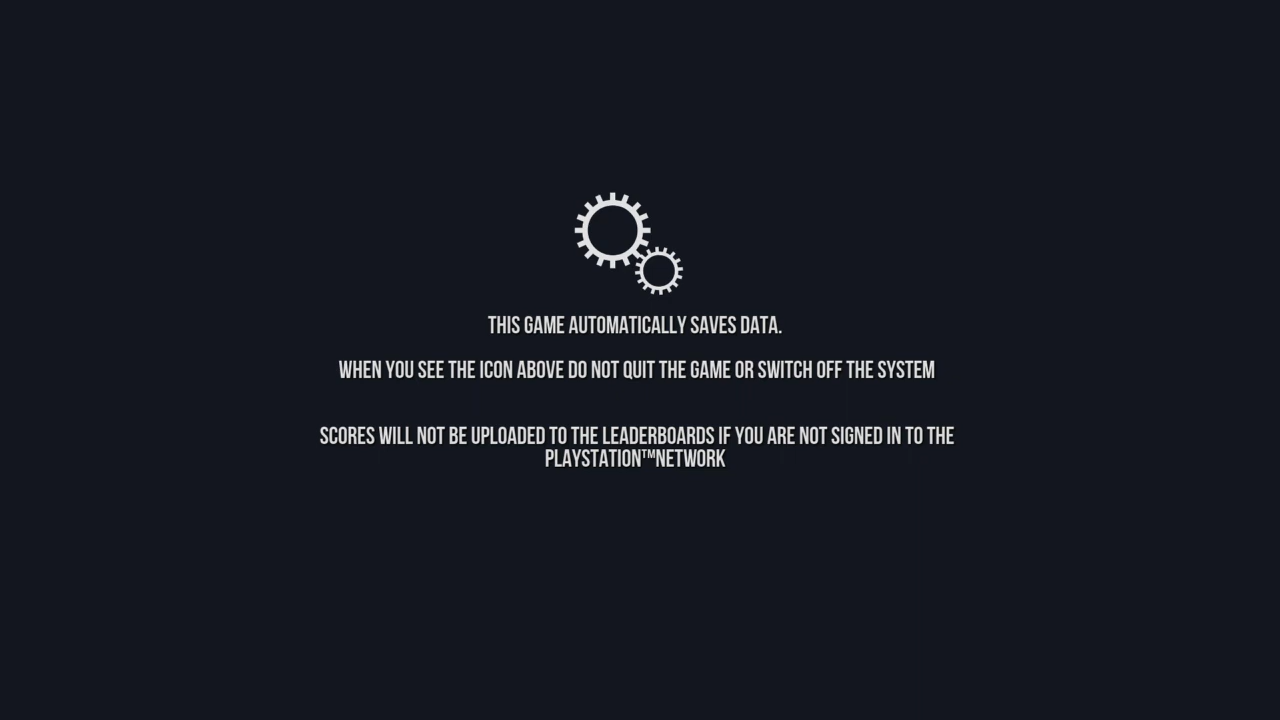 THIS GAME AUTOMATICALLY SAVES DATA.
WHEN YOU SEE THE ICON ABOVE DO NOT QUIT THE GAME OR SWITCH OFF THE SYSTEM
SCORES WILL NOT BE UPLOADED TO THE LEADERBOARDS IF YOU ARE NOT SIGNED IN TO THE
PLAYSTATION™NETWORK